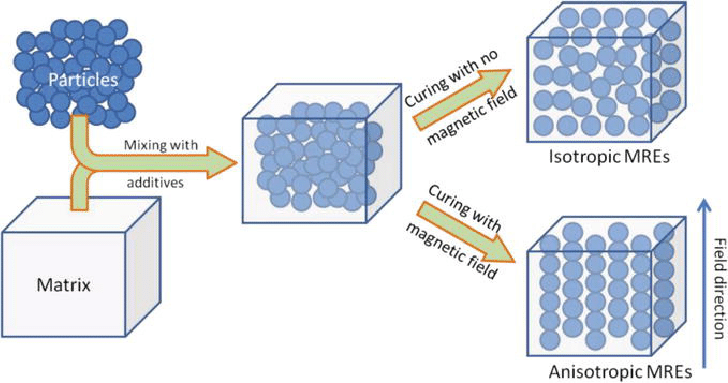 Particles
Mixing with
additives
Matrix
Curing with no
magnetic field
Isotropic MREs
Curing with
magnetic field
Field direction
Anisotropic MREs